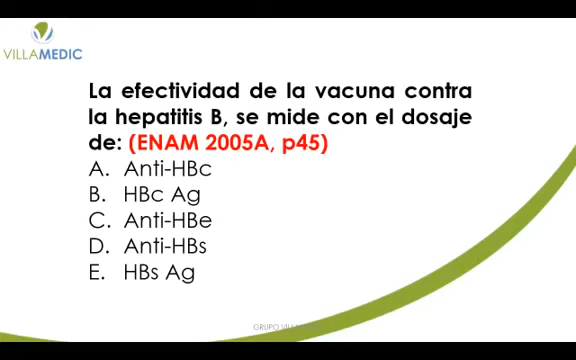 VILLAMEDIC
La efectividad de la vacuna contra
la hepatitis B, se mide con el dosaje
de: (ENAM 2005A, p45)
A. Anti-HBc
B. HBc Ag
C. Anti-HBe
D. Anti-HBs
E. HBs Ag
GRUPO